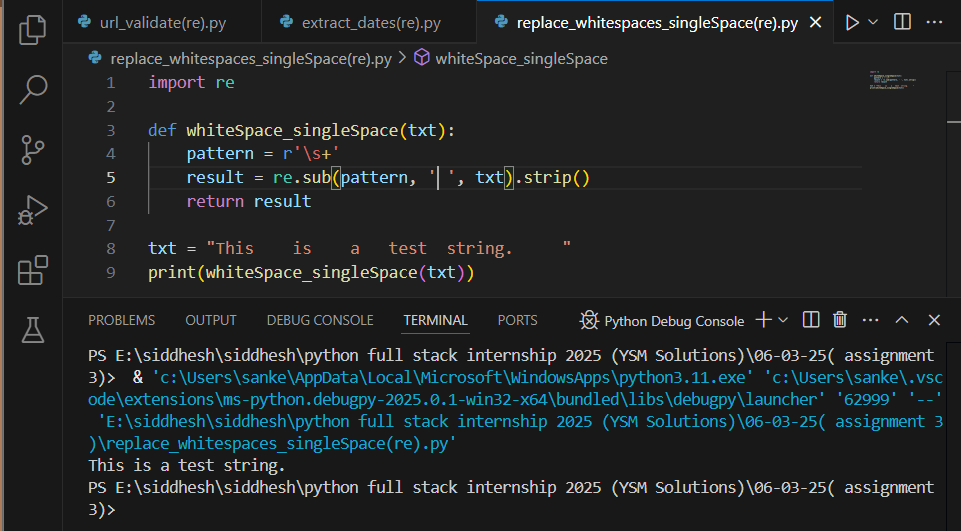 url_validate(re).py
extract_dates(re).py
replace_whitespaces_singleSpace(re).py
replace_whitespaces_singleSpace(re).py > whiteSpace_singleSpace
1 import re
2
3 def whiteSpace_singleSpace(txt):
4     pattern = r'\s+'
5     result = re.sub(pattern, ' ', txt).strip()
6     return result
7
8 txt = "This    is    a   test  string.     "
9 print(whiteSpace_singleSpace(txt))
PROBLEMS OUTPUT DEBUG CONSOLE TERMINAL PORTS Python Debug Console
PS E:\siddhesh\siddhesh\python full stack internship 2025 (YSM Solutions)\06-03-25( assignment
3)>  & 'c:\Users\sanke\AppData\Local\Microsoft\WindowsApps\python3.11.exe' 'c:\Users\sanke\.vsc
ode\extensions\ms-python.debugpy-2025.0.1-win32-x64\bundled\libs\debugpy\launcher' '62999' '--'
 'E:\siddhesh\siddhesh\python full stack internship 2025 (YSM Solutions)\06-03-25( assignment 3
)\replace_whitespaces_singleSpace(re).py'
This is a test string.
PS E:\siddhesh\siddhesh\python full stack internship 2025 (YSM Solutions)\06-03-25( assignment
3)>